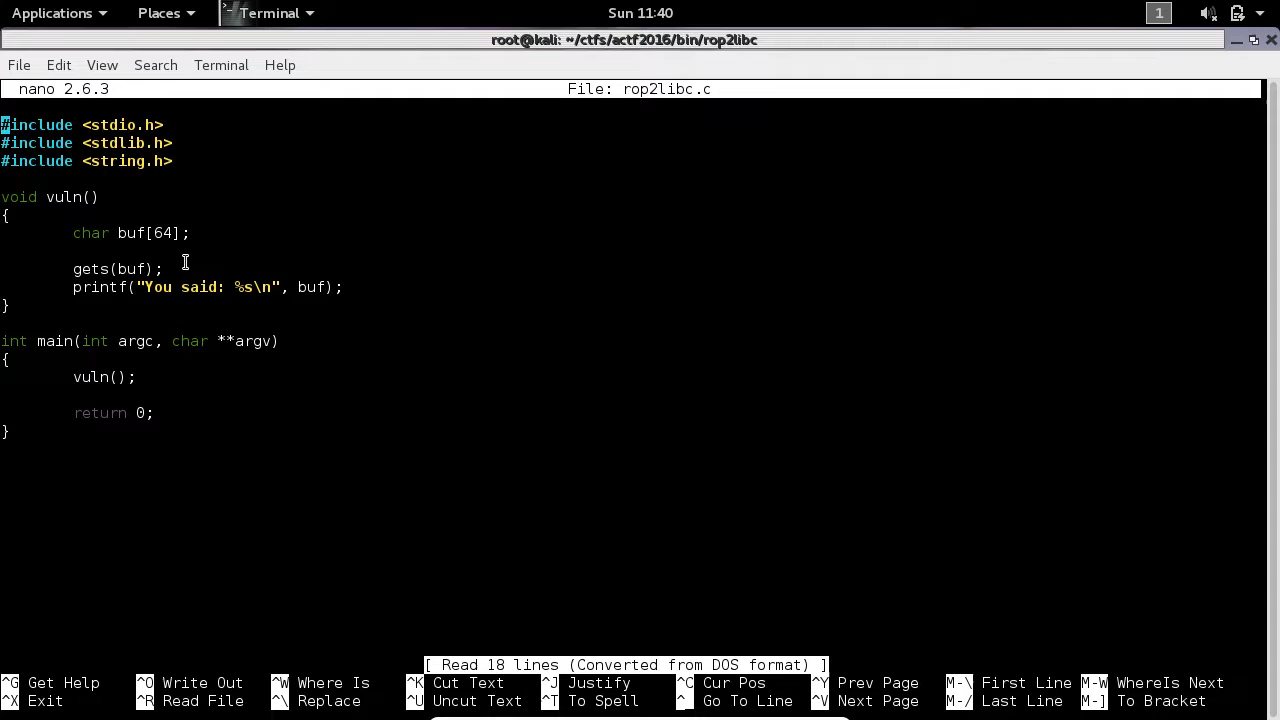 Applications Places Terminal Sun 11:40 1
root@kali: ~/ctfs/actf2016/bin/rop2libc
File Edit View Search Terminal Help
nano 2.6.3 File: rop2libc.c
#include <stdio.h>
#include <stdlib.h>
#include <string.h>
void vuln()
{
char buf[64];
gets(buf);
printf("You said: %s\n", buf);
}
int main(int argc, char **argv)
{
vuln();
return 0;
}
[ Read 18 lines (Converted from DOS format) ]
^G Get Help ^O Write Out ^W Where Is ^K Cut Text ^J Justify ^C Cur Pos ^Y Prev Page M-\ First Line M-W WhereIs Next
^X Exit ^R Read File ^\ Replace ^U Uncut Text ^T To Spell ^_ Go To Line ^V Next Page M-/ Last Line M-] To Bracket